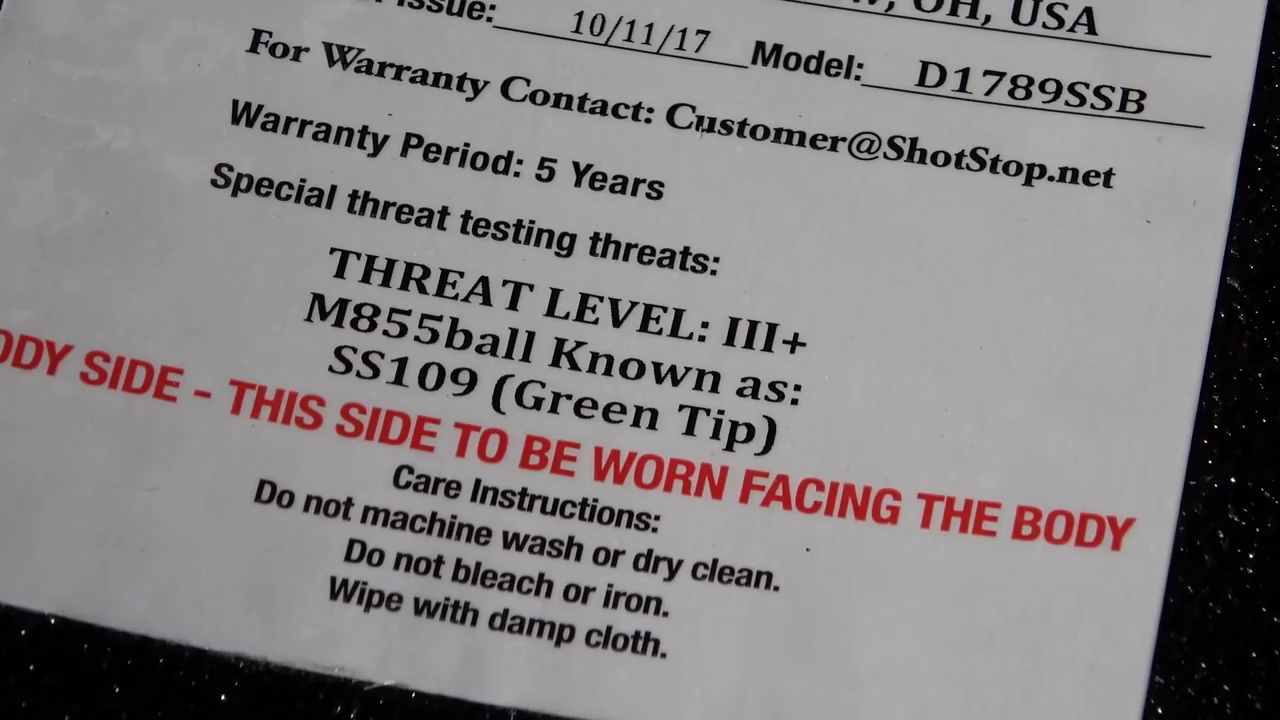 OH, USA
Issue: 10/11/17 Model: D1789SSB
For Warranty Contact: Customer@ShotStop.net
Warranty Period: 5 Years
Special threat testing threats:
THREAT LEVEL: III+
M855ball Known as:
SS109 (Green Tip)
ODY SIDE - THIS SIDE TO BE WORN FACING THE BODY
Care Instructions:
Do not machine wash or dry clean.
Do not bleach or iron.
Wipe with damp cloth.